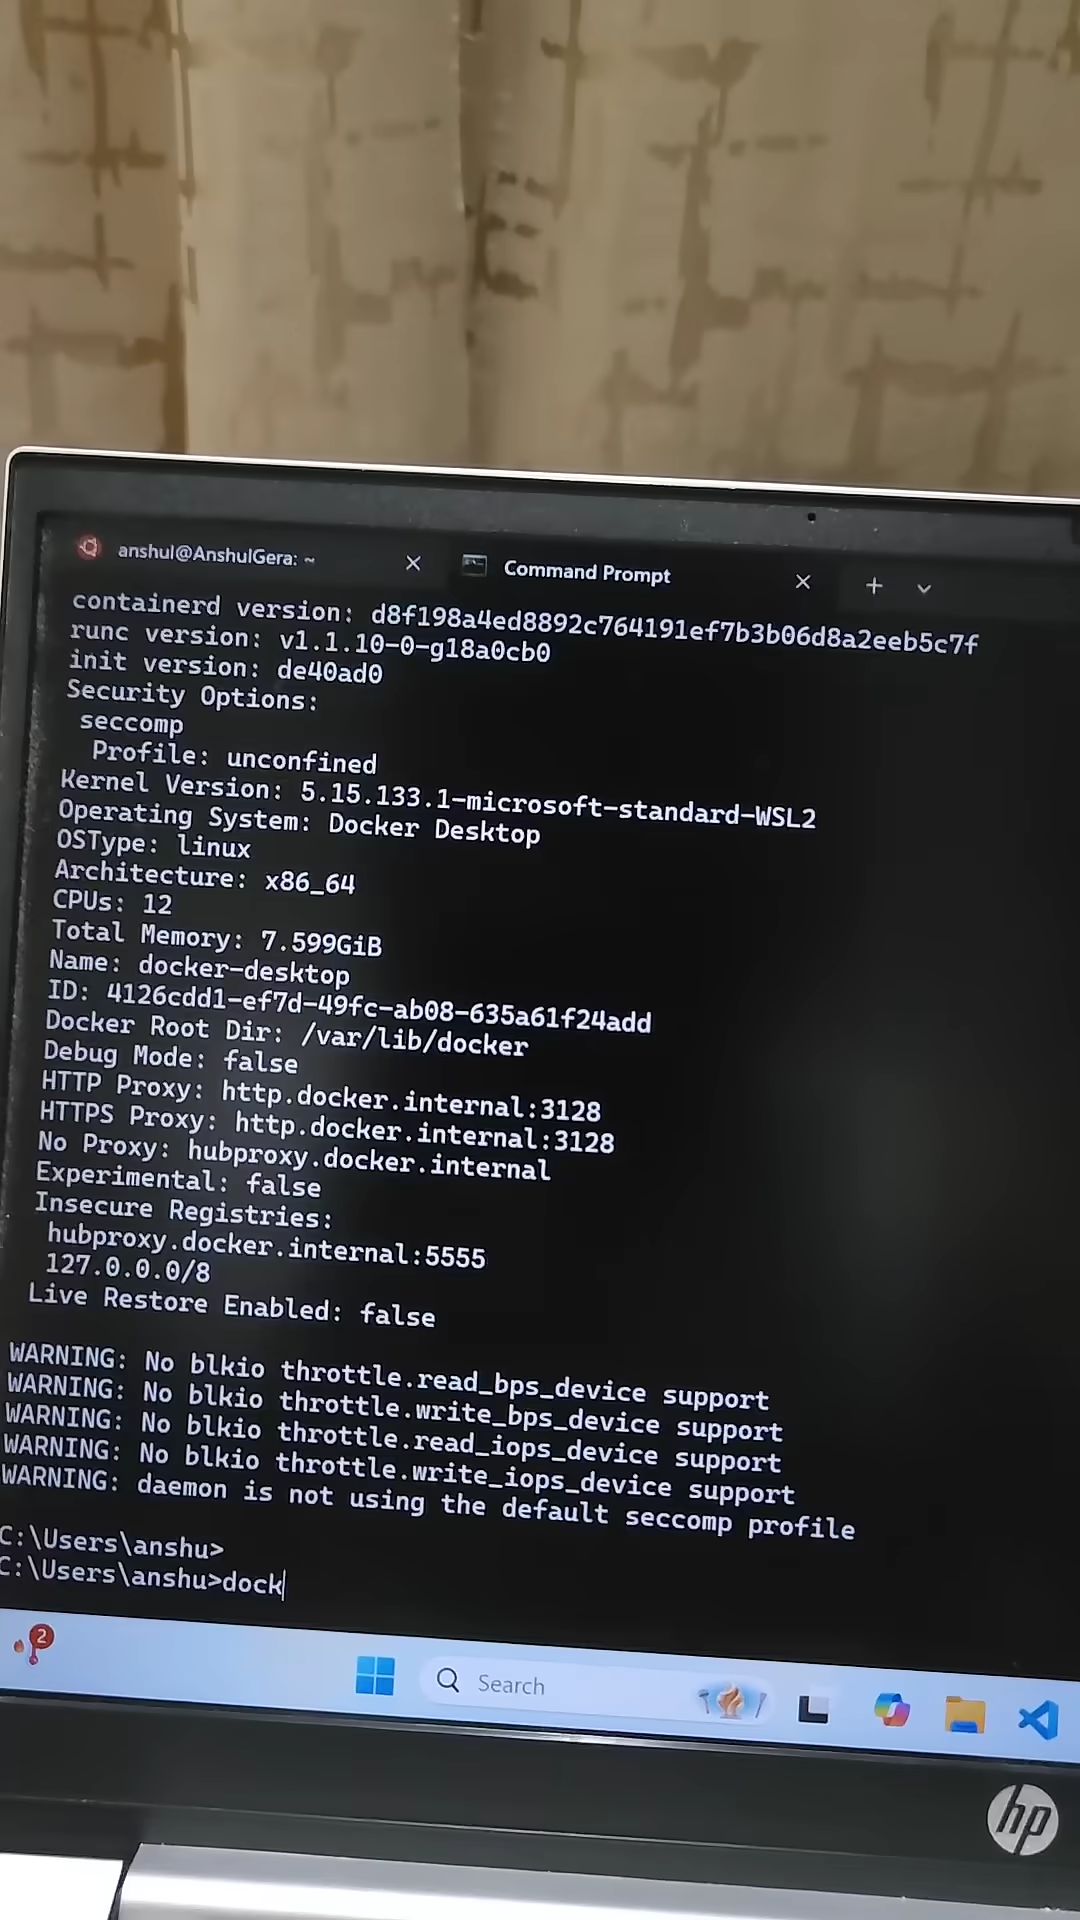 anshul@AnshulGera: ~
Command Prompt
containerd version: d8f198a4ed8892c764191ef7b3b06d8a2eeb5c7f
runc version: v1.1.10-0-g18a0cb0
init version: de40ad0
Security Options:
seccomp
Profile: unconfined
Kernel Version: 5.15.133.1-microsoft-standard-WSL2
Operating System: Docker Desktop
OSType: linux
Architecture: x86_64
CPUs: 12
Total Memory: 7.599GiB
Name: docker-desktop
ID: 4126cdd1-ef7d-49fc-ab08-635a61f24add
Docker Root Dir: /var/lib/docker
Debug Mode: false
HTTP Proxy: http.docker.internal:3128
HTTPS Proxy: http.docker.internal:3128
No Proxy: hubproxy.docker.internal
Experimental: false
Insecure Registries:
hubproxy.docker.internal:5555
127.0.0.0/8
Live Restore Enabled: false
WARNING: No blkio throttle.read_bps_device support
WARNING: No blkio throttle.write_bps_device support
WARNING: No blkio throttle.read_iops_device support
WARNING: No blkio throttle.write_iops_device support
WARNING: daemon is not using the default seccomp profile
C:\Users\anshu>
C:\Users\anshu>dock
2
Search
hp